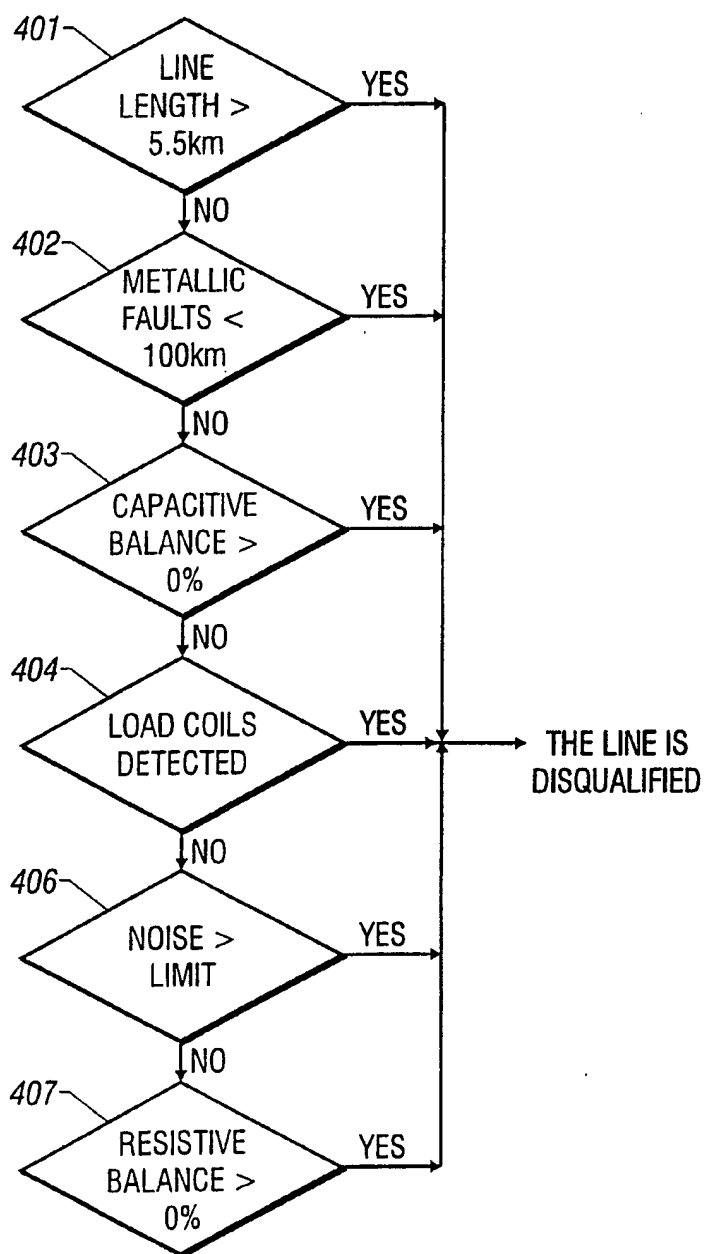 401
LINE
LENGTH >
5.5km
YES
NO
402
METALLIC
FAULTS <
100km
YES
NO
403
CAPACITIVE
BALANCE >
0%
YES
NO
404
LOAD COILS
DETECTED
YES
THE LINE IS
DISQUALIFIED
NO
406
NOISE >
LIMIT
YES
NO
407
RESISTIVE
BALANCE >
0%
YES